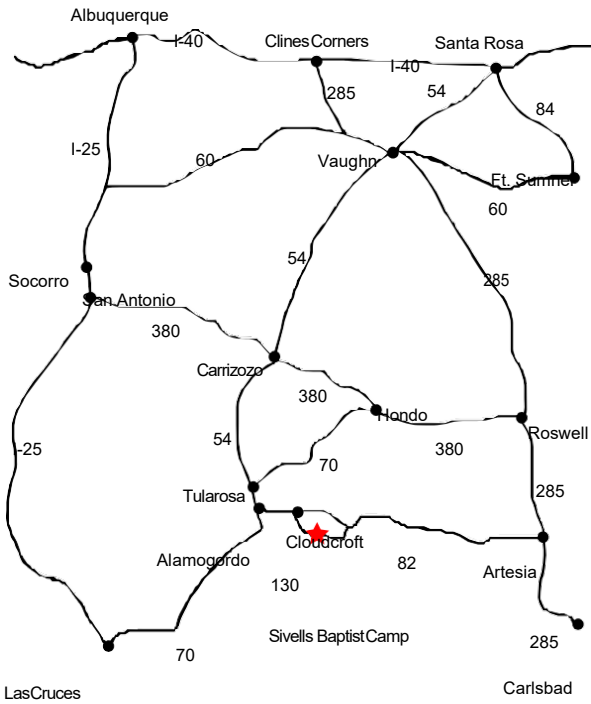 Albuquerque
I-40
Clines Corners
Santa Rosa
I-40
285
54
84
I-25
60
Vaughn
Ft. Sumner
60
54
Socorro
285
San Antonio
380
Carrizozo
380
Hondo
-25
54
380
Roswell
70
Tularosa
285
Cloudcroft
Alamogordo
82
Artesia
130
Sivells Baptist Camp
285
70
Carlsbad
LasCruces